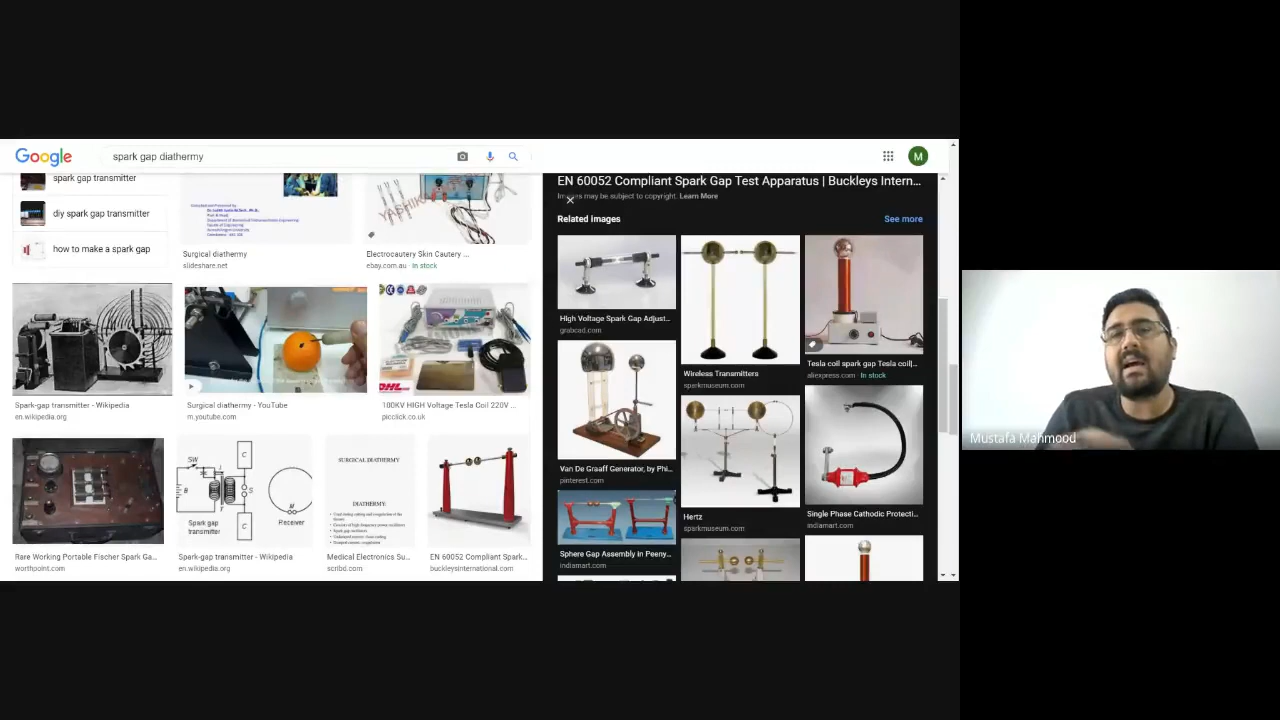 Google
spark gap diathermy
M
spark gap transmitter
diy spark gap transmitter
how to make a spark gap
Surgical diathermy
slideshare.net
Electrocautery Skin Cautery ...
ebay.com.au · In stock
Spark-gap transmitter - Wikipedia
en.wikipedia.org
Surgical diathermy - YouTube
m.youtube.com
100KV HIGH Voltage Tesla Coil 220V ...
picclick.co.uk
DHL
Rare Working Portable Fischer Spark Ga...
worthpoint.com
SW
C
B
S
C
Spark gap
transmitter
Receiver
Spark-gap transmitter - Wikipedia
en.wikipedia.org
SURGICAL DIATHERMY
DIATHERMY:
Medical Electronics Su...
scribd.com
EN 60052 Compliant Spark...
buckleysinternational.com
EN 60052 Compliant Spark Gap Test Apparatus | Buckleys Intern...
Images may be subject to copyright. Learn More
Related images
See more
High Voltage Spark Gap Adjust...
grabcad.com
Wireless Transmitters
sparkmuseum.com
Tesla coil spark gap Tesla coil|...
aliexpress.com · In stock
Van De Graaff Generator, by Phi...
pinterest.com
Hertz
sparkmuseum.com
Single Phase Cathodic Protecti...
indiamart.com
Sphere Gap Assembly in Peeny...
indiamart.com
Mustafa Mahmood